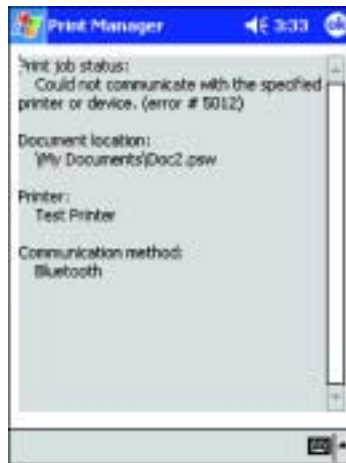 Print Manager 3:33 ok
Print job status:
Could not communicate with the specified
printer or device. (error # 5012)
Document location:
\My Documents\Doc2.psw
Printer:
Test Printer
Communication method:
Bluetooth